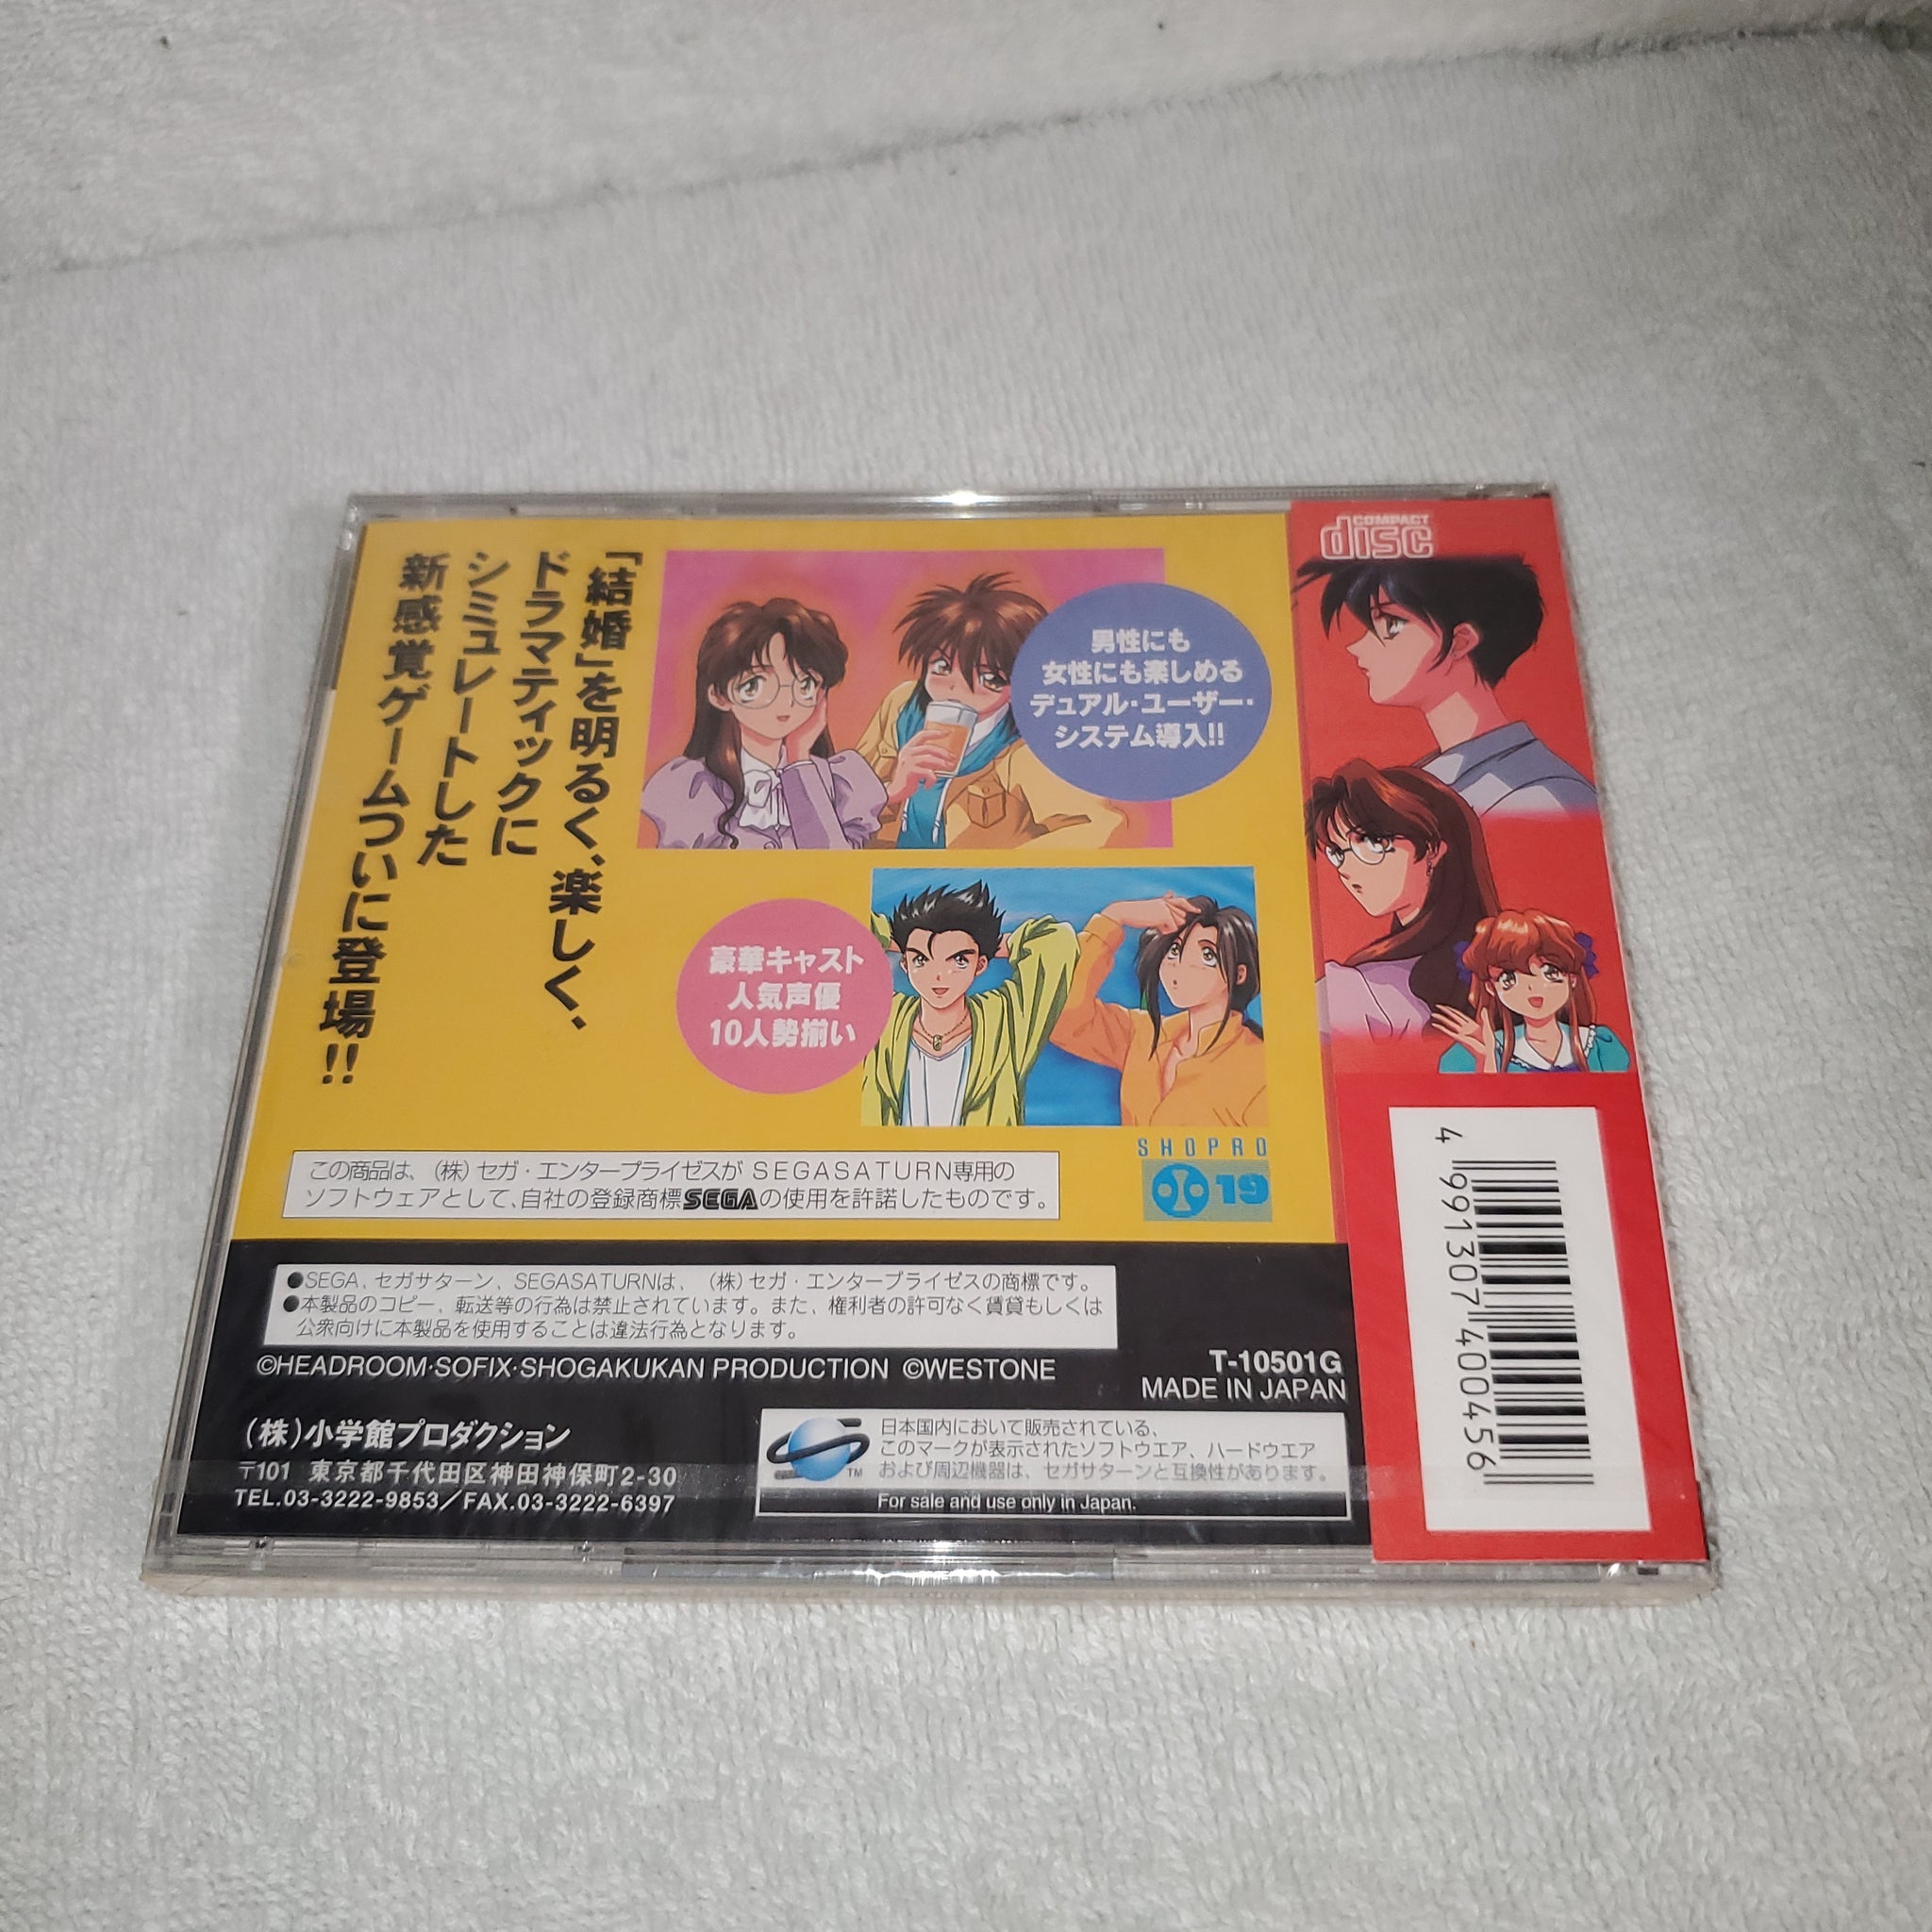 「結婚」を明るく、楽しく、
ドラマティックに
シミュレートした
新感覚ゲームついに登場!!
男性にも
女性にも楽しめる
デュアル・ユーザー・
システム導入!!
豪華キャスト
人気声優
10人勢揃い
SHOPRO
19
この商品は、(株)セガ・エンタープライゼスが SEGASATURN専用の
ソフトウェアとして、自社の登録商標SEGAの使用を許諾したものです。
●SEGA、セガサターン、SEGASATURNは、(株)セガ・エンタープライゼスの商標です。
●本製品のコピー、転送等の行為は禁止されています。また、権利者の許可なく賃貸もしくは
公衆向けに本製品を使用することは違法行為となります。
©HEADROOM·SOFIX·SHOGAKUKAN PRODUCTION ©WESTONE
T-10501G
MADE IN JAPAN
(株)小学館プロダクション
〒101 東京都千代田区神田神保町2-30
TEL.03-3222-9853/FAX.03-3222-6397
日本国内において販売されている、
このマークが表示されたソフトウエア、ハードウエア
および周辺機器は、セガサターンと互換性があります。
TM
For sale and use only in Japan.
COMPACT
disc
4 991307 400456